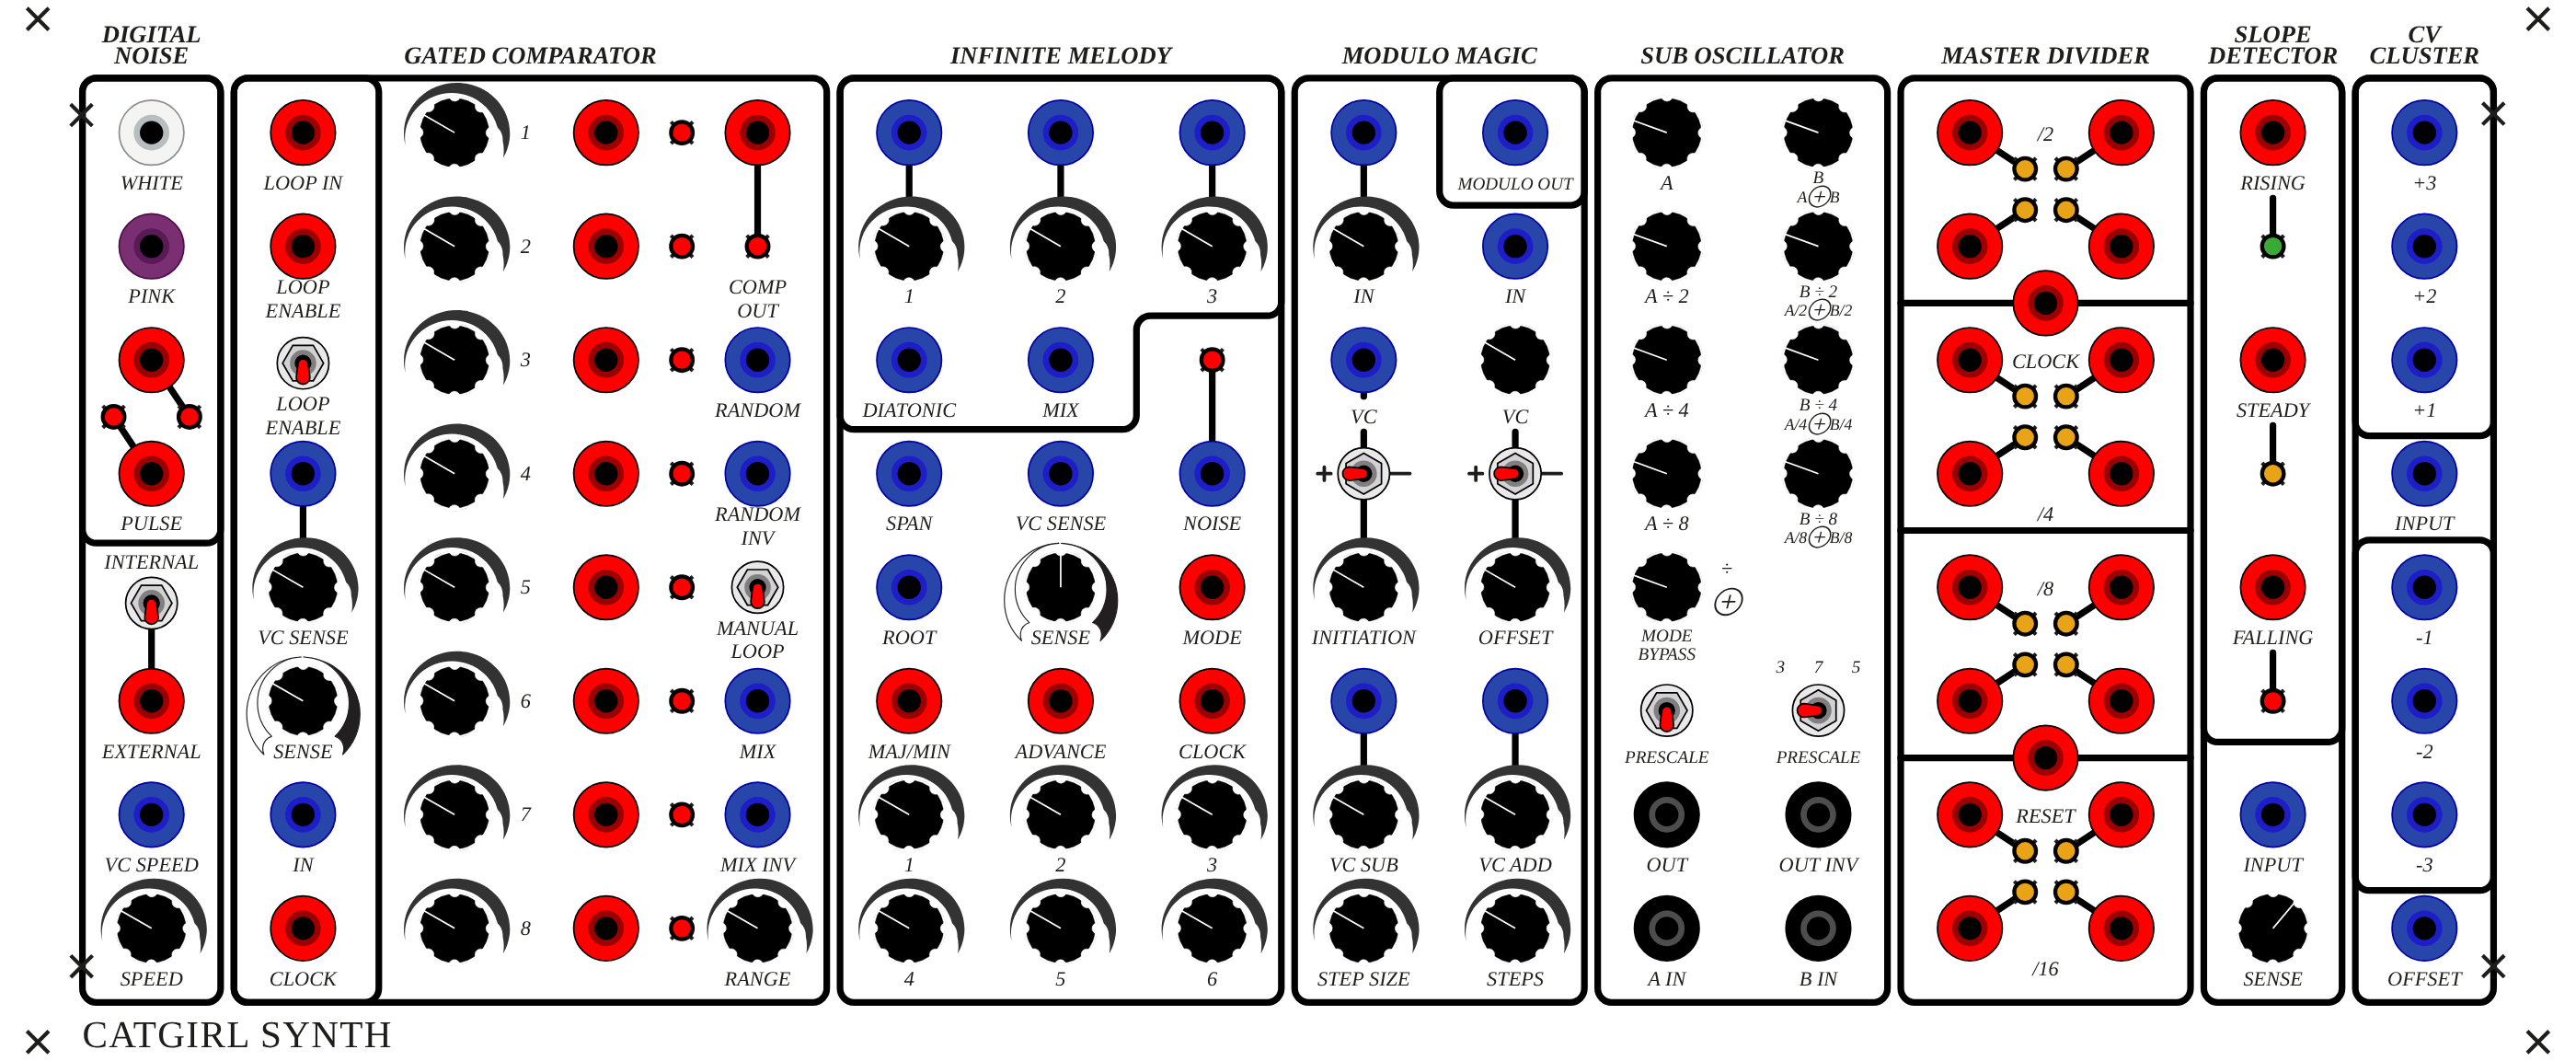 DIGITAL
NOISE
WHITE
PINK
PULSE
INTERNAL
EXTERNAL
VC SPEED
SPEED
GATED COMPARATOR
LOOP IN
LOOP
ENABLE
LOOP
ENABLE
VC SENSE
SENSE
IN
CLOCK
1
2
3
4
5
6
7
8
COMP
OUT
RANDOM
RANDOM
INV
MANUAL
LOOP
MIX
MIX INV
RANGE
INFINITE MELODY
1 2 3
DIATONIC MIX
SPAN VC SENSE NOISE
ROOT SENSE MODE
MAJ/MIN ADVANCE CLOCK
1 2 3
4 5 6
MODULO MAGIC
MODULO OUT
IN IN
VC VC
+ − + −
INITIATION OFFSET
VC SUB VC ADD
STEP SIZE STEPS
SUB OSCILLATOR
A B
A+B
A ÷ 2 B ÷ 2
A/2+B/2
A ÷ 4 B ÷ 4
A/4+B/4
A ÷ 8 B ÷ 8
A/8+B/8
÷
+
MODE
BYPASS
3 7 5
PRESCALE PRESCALE
OUT OUT INV
A IN B IN
MASTER DIVIDER
/2
CLOCK
/4
/8
RESET
/16
SLOPE
DETECTOR
RISING
STEADY
FALLING
INPUT
SENSE
CV
CLUSTER
+3
+2
+1
INPUT
-1
-2
-3
OFFSET
CATGIRL SYNTH